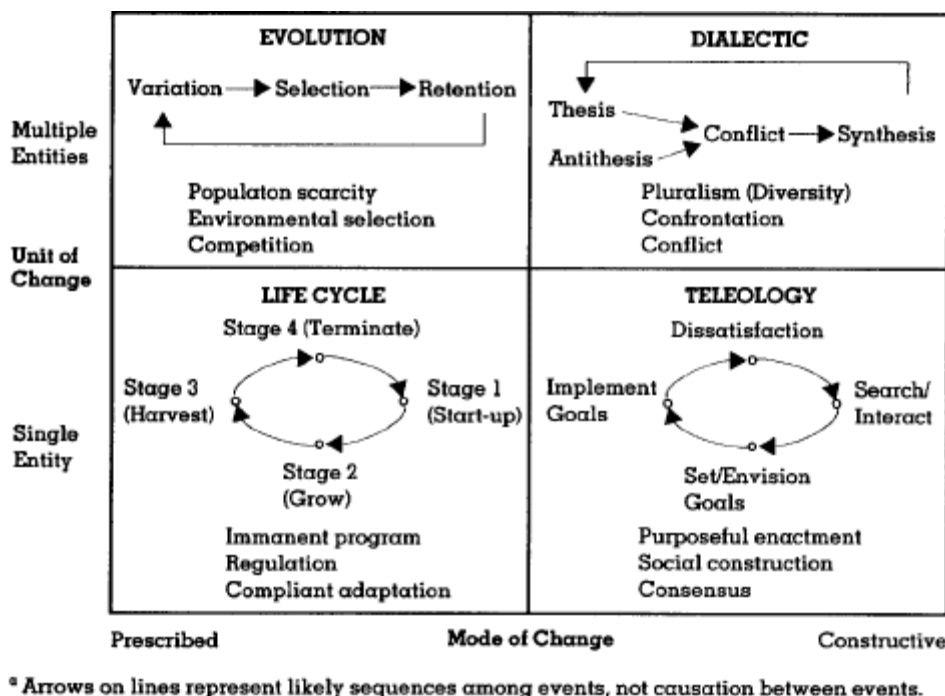 EVOLUTION
Variation Selection Retention
Populaton scarcity
Environmental selection
Competition
DIALECTIC
Thesis
Antithesis
Conflict Synthesis
Pluralism (Diversity)
Confrontation
Conflict
Multiple
Entities
Unit of
Change
Single
Entity
LIFE CYCLE
Stage 4 (Terminate)
Stage 3
(Harvest)
Stage 1
(Start-up)
Stage 2
(Grow)
Immanent program
Regulation
Compliant adaptation
TELEOLOGY
Dissatisfaction
Implement
Goals
Search/
Interact
Set/Envision
Goals
Purposeful enactment
Social construction
Consensus
Prescribed Mode of Change Constructive
ª Arrows on lines represent likely sequences among events, not causation between events.